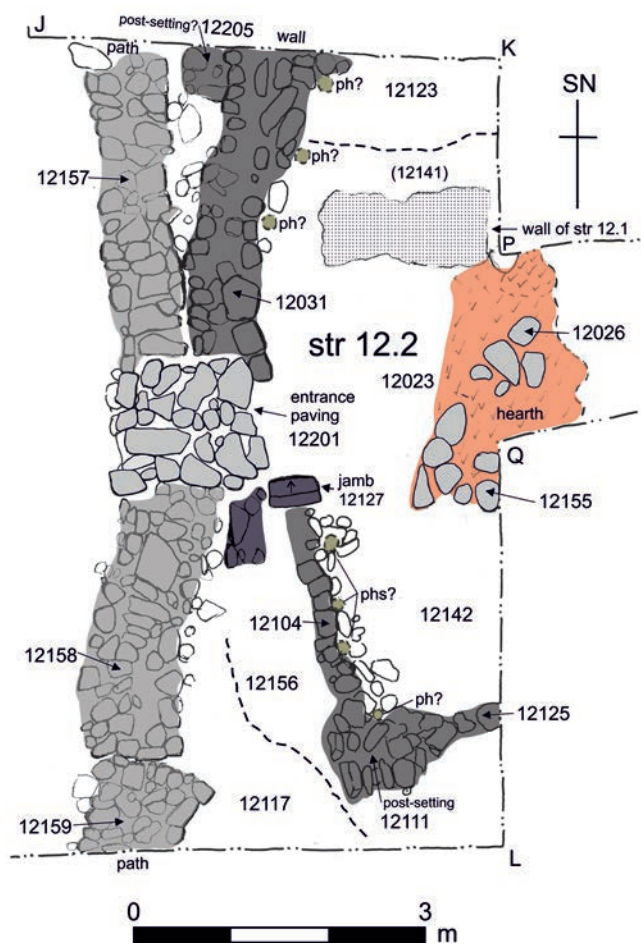 J
post-setting? 12205
wall
K
path
ph?
12123
SN
ph?
(12141)
12157
ph?
wall of str 12.1
P
12031
12026
str 12.2
12023
entrance
paving
12201
hearth
Q
jamb
12127
12155
phs?
12104
12142
12158
12156
ph?
12125
12117
post-setting
12111
12159
path
L
0 3
m